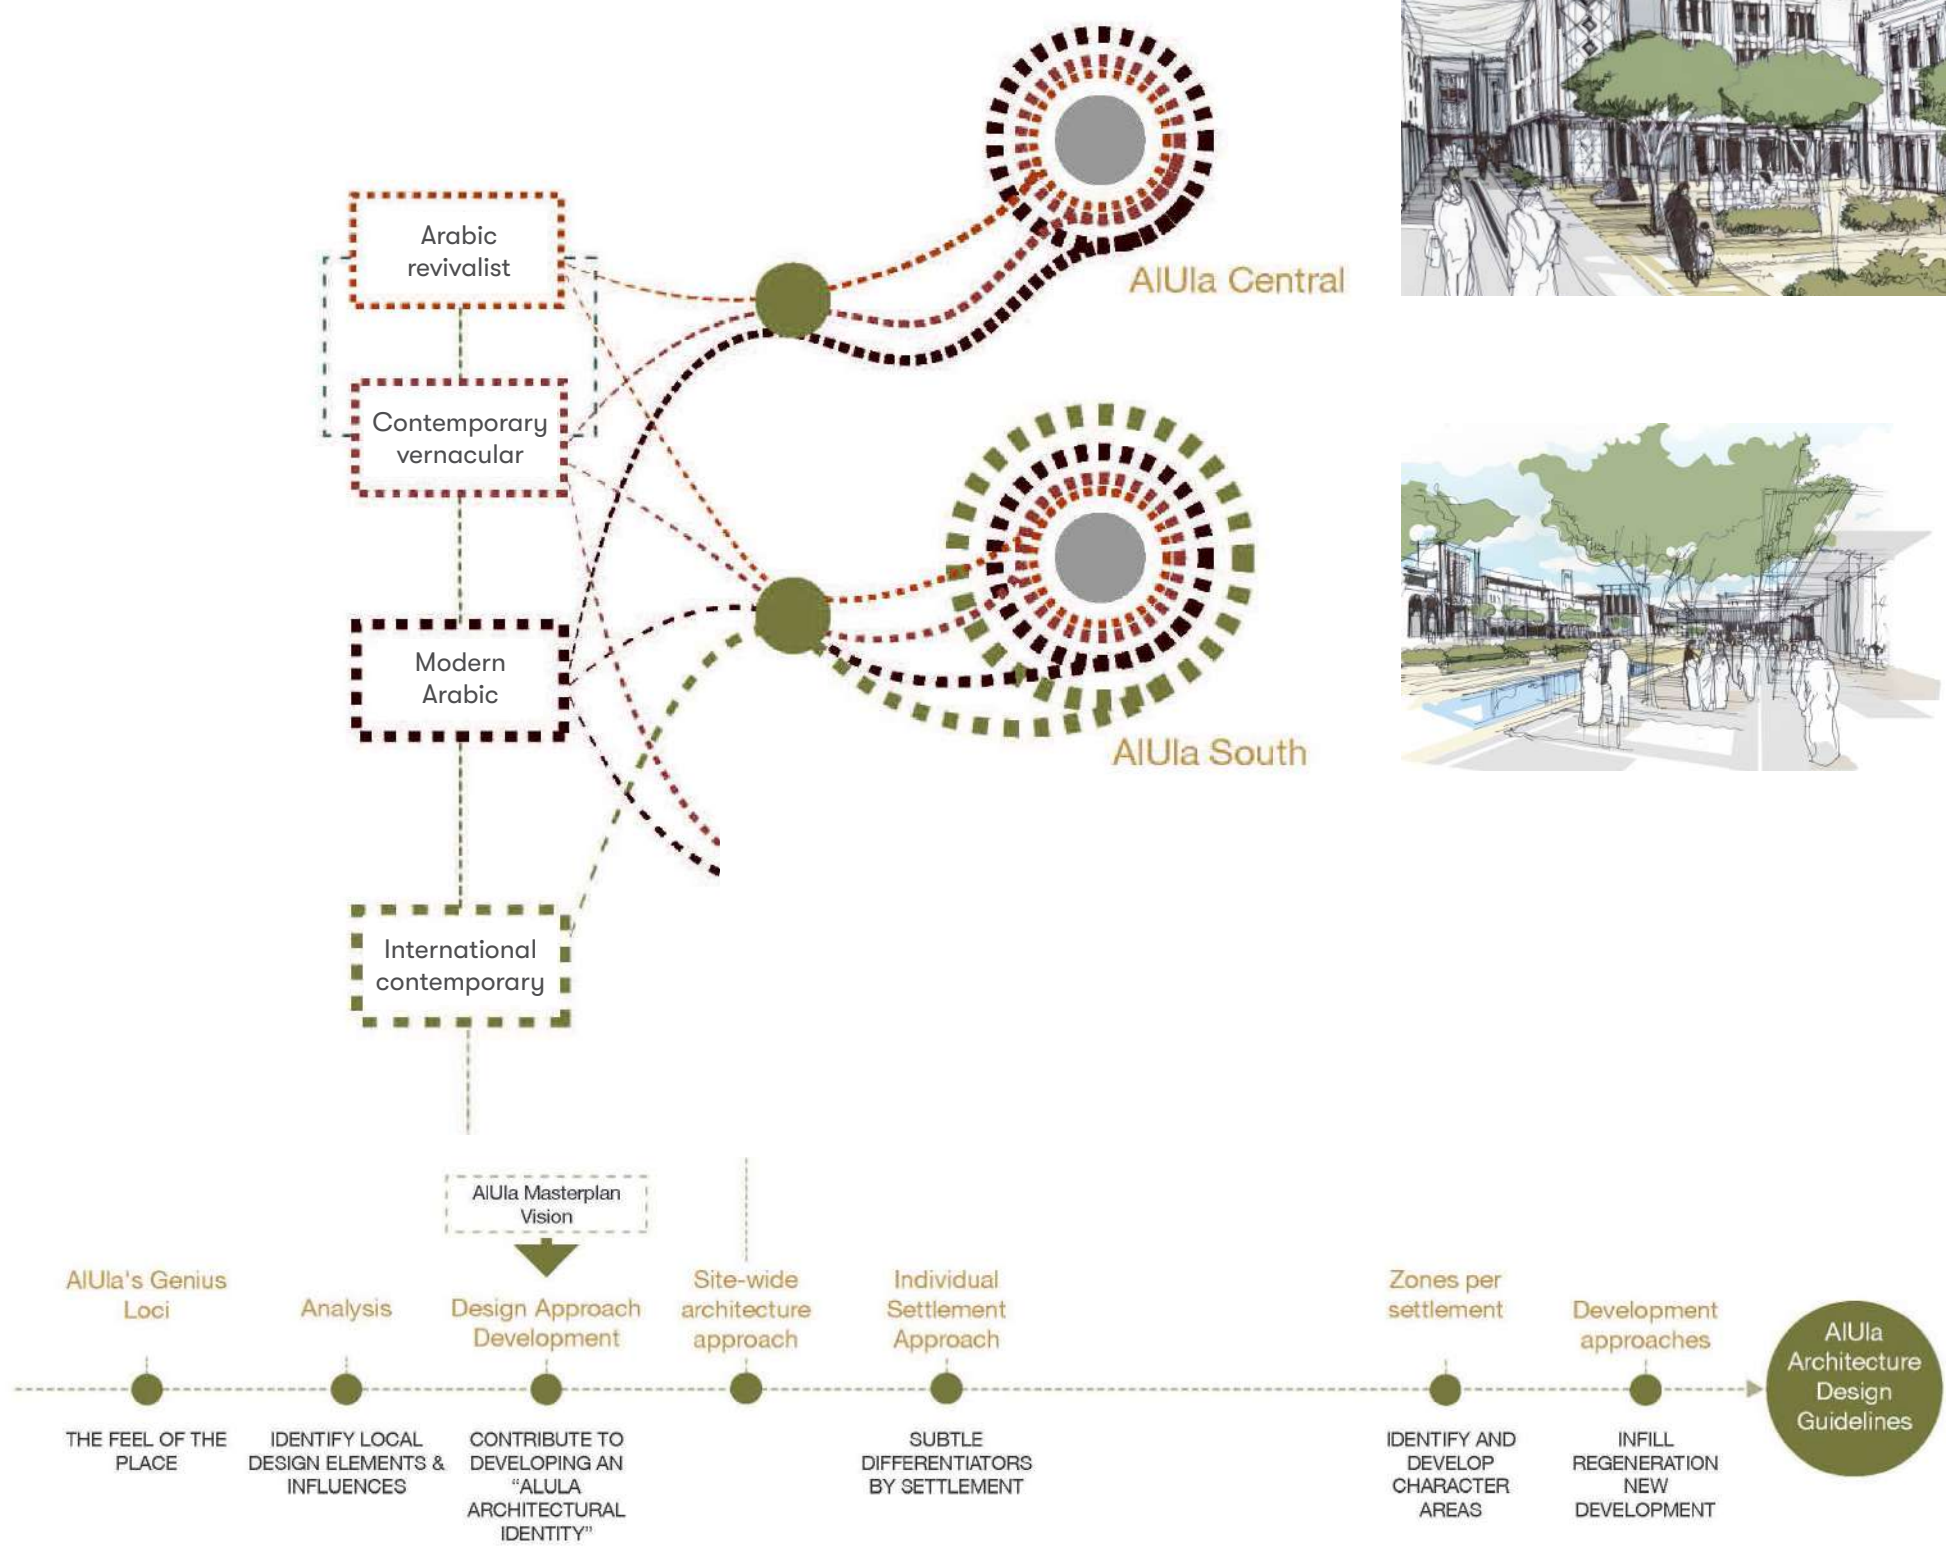 Arabic
revivalist
AlUla Central
Contemporary
vernacular
Modern
Arabic
AlUla South
International
contemporary
AlUla Masterplan
Vision
AlUla's Genius
Loci
Analysis
Design Approach
Development
Site-wide
architecture
approach
Individual
Settlement
Approach
Zones per
settlement
Development
approaches
AlUla
Architecture
Design
Guidelines
THE FEEL OF THE
PLACE
IDENTIFY LOCAL
DESIGN ELEMENTS &
INFLUENCES
CONTRIBUTE TO
DEVELOPING AN
“ALULA
ARCHITECTURAL
IDENTITY”
SUBTLE
DIFFERENTIATORS
BY SETTLEMENT
IDENTIFY AND
DEVELOP
CHARACTER
AREAS
INFILL
REGENERATION
NEW
DEVELOPMENT